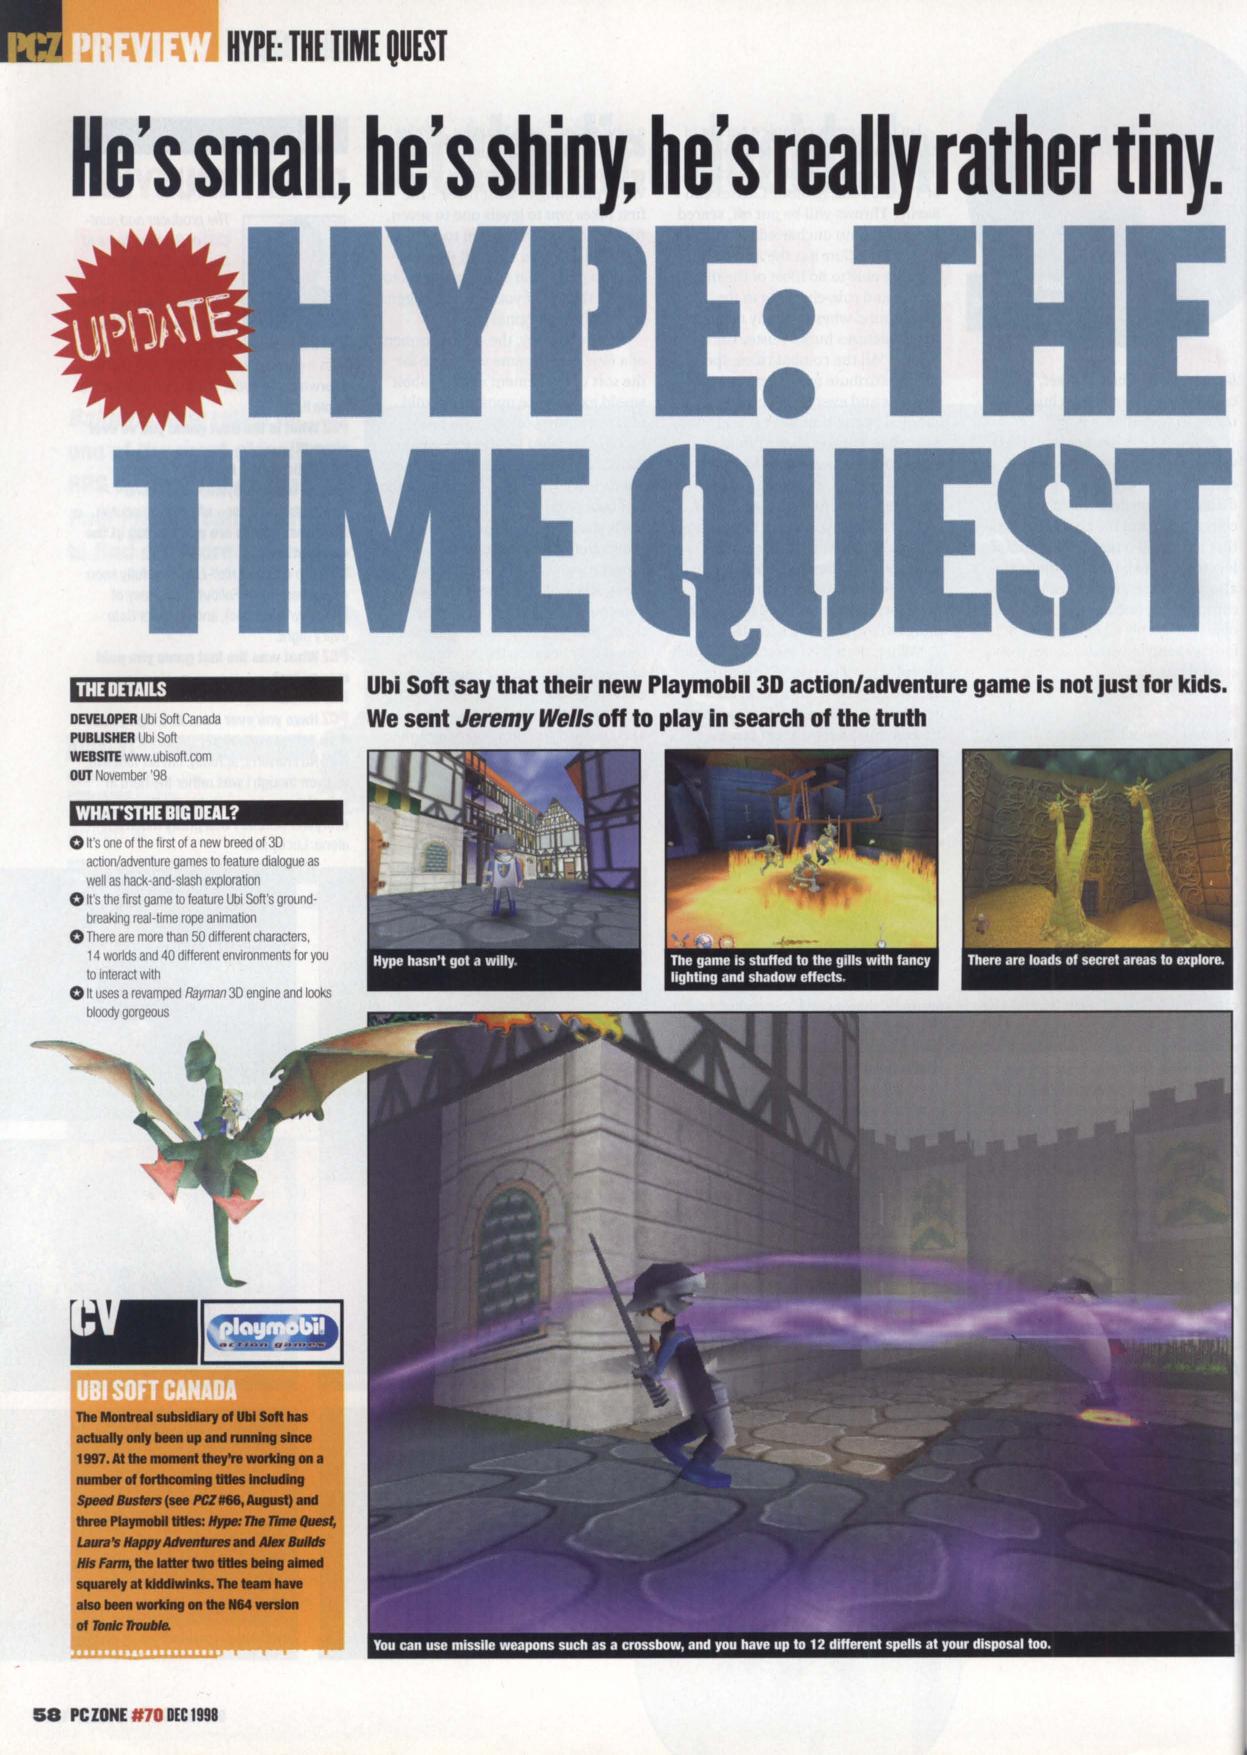 PCZ PREVIEW HYPE: THE TIME QUEST
He's small, he's shiny, he's really rather tiny.
UPDATE
HYPE: THE
TIME QUEST
THE DETAILS
DEVELOPER Ubi Soft Canada
PUBLISHER Ubi Soft
WEBSITE www.ubisoft.com
OUT November '98
WHAT'S THE BIG DEAL?
It's one of the first of a new breed of 3D
action/adventure games to feature dialogue as
well as hack-and-slash exploration
It's the first game to feature Ubi Soft's ground-
breaking real-time rope animation
There are more than 50 different characters,
14 worlds and 40 different environments for you
to interact with
It uses a revamped Rayman 3D engine and looks
bloody gorgeous
Ubi Soft say that their new Playmobil 3D action/adventure game is not just for kids.
We sent Jeremy Wells off to play in search of the truth
Hype hasn't got a willy.
The game is stuffed to the gills with fancy
lighting and shadow effects.
There are loads of secret areas to explore.
CV
playmobil
action games
UBI SOFT CANADA
The Montreal subsidiary of Ubi Soft has
actually only been up and running since
1997. At the moment they're working on a
number of forthcoming titles including
Speed Busters (see PCZ #66, August) and
three Playmobil titles: Hype: The Time Quest,
Laura's Happy Adventures and Alex Builds
His Farm, the latter two titles being aimed
squarely at kiddiwinks. The team have
also been working on the N64 version
of Tonic Trouble.
You can use missile weapons such as a crossbow, and you have up to 12 different spells at your disposal too.
58 PC ZONE #70 DEC 1998